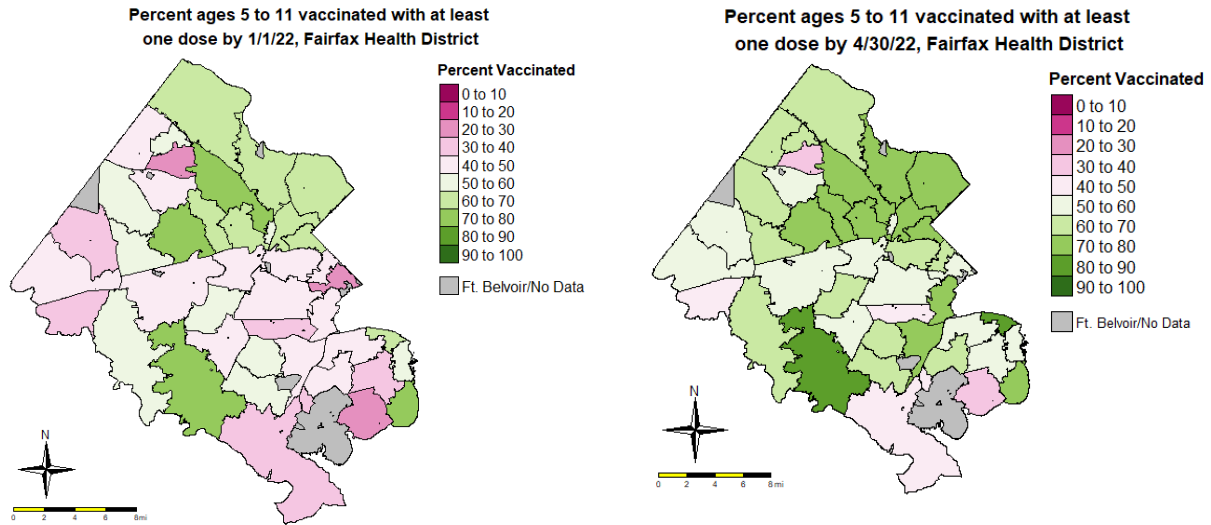 Percent ages 5 to 11 vaccinated with at least
one dose by 1/1/22, Fairfax Health District
Percent Vaccinated
0 to 10
10 to 20
20 to 30
30 to 40
40 to 50
50 to 60
60 to 70
70 to 80
80 to 90
90 to 100
Ft. Belvoir/No Data
N
0 2 4 6 8 mi
Percent ages 5 to 11 vaccinated with at least
one dose by 4/30/22, Fairfax Health District
Percent Vaccinated
0 to 10
10 to 20
20 to 30
30 to 40
40 to 50
50 to 60
60 to 70
70 to 80
80 to 90
90 to 100
Ft. Belvoir/No Data
N
0 2 4 6 8 mi